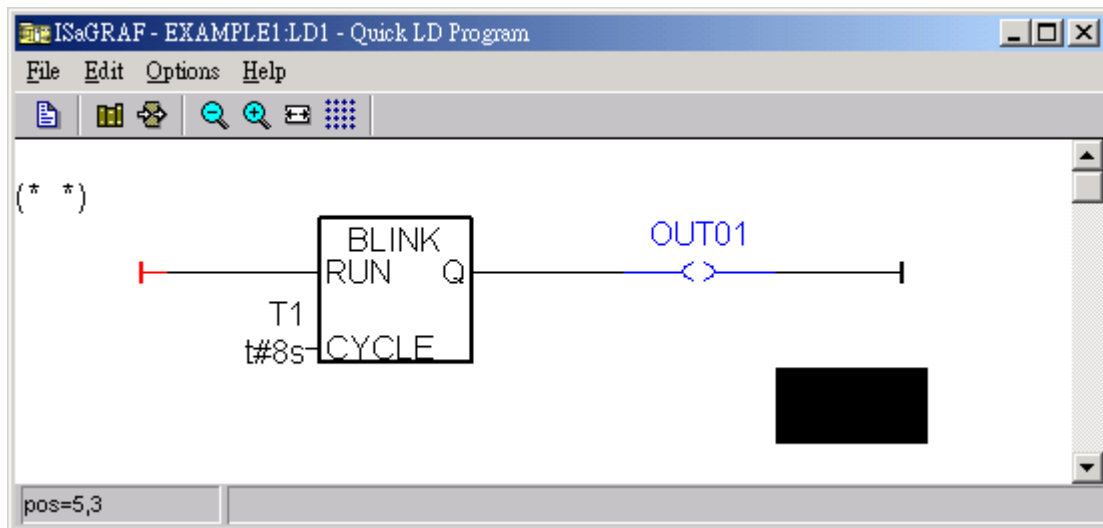 ISaGRAF - EXAMPLE1:LD1 - Quick LD Program
File Edit Options Help
(* *)
BLINK
OUT01
RUN Q
T1
t#8s
CYCLE
pos=5,3